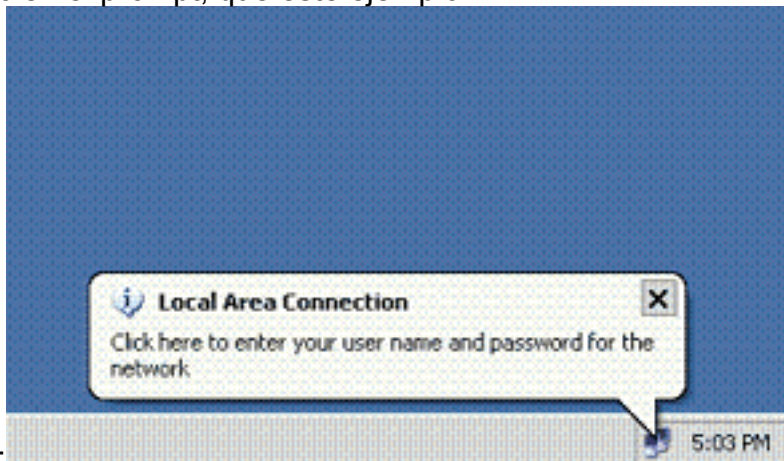 Local Area Connection
Click here to enter your user name and password for the
network
5:03 PM